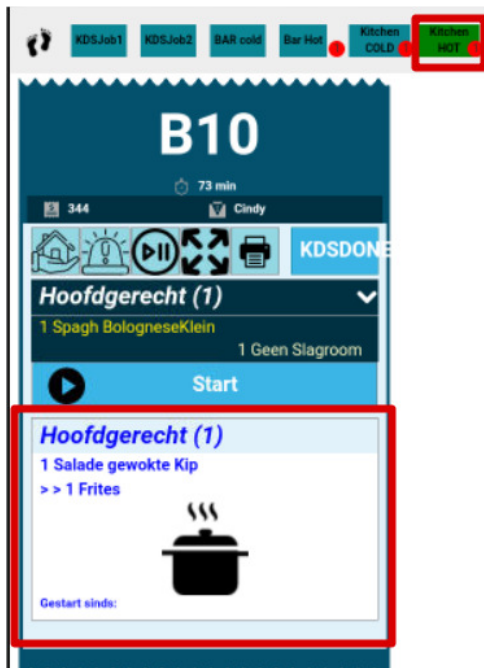 KDSJob1 KDSJob2 BAR cold Bar Hot Kitchen COLD Kitchen HOT
B10
73 min
344 Cindy
KDSDONE
Hoofdgerecht (1)
1 Spagh BologneseKlein
1 Geen Slagroom
Start
Hoofdgerecht (1)
1 Salade gewokte Kip
> > 1 Frites
Gestart sinds: